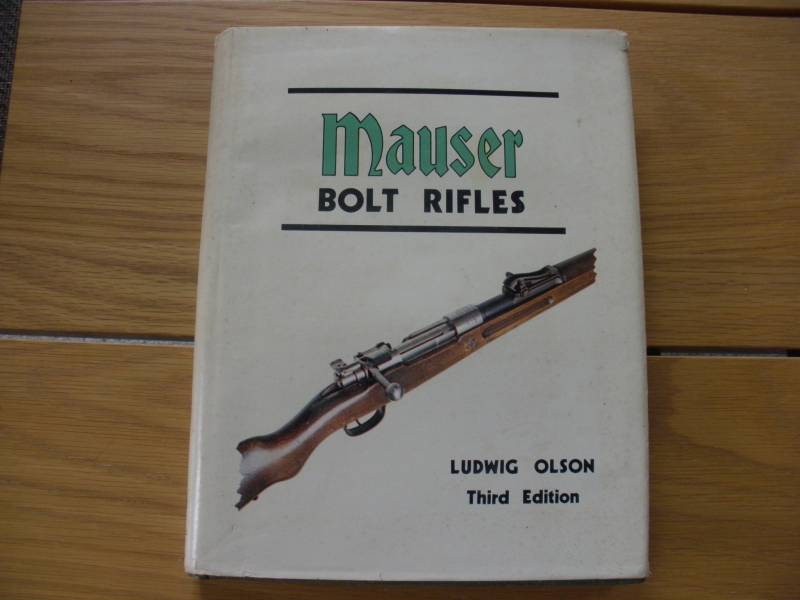 Mauser
BOLT RIFLES
LUDWIG OLSON
Third Edition